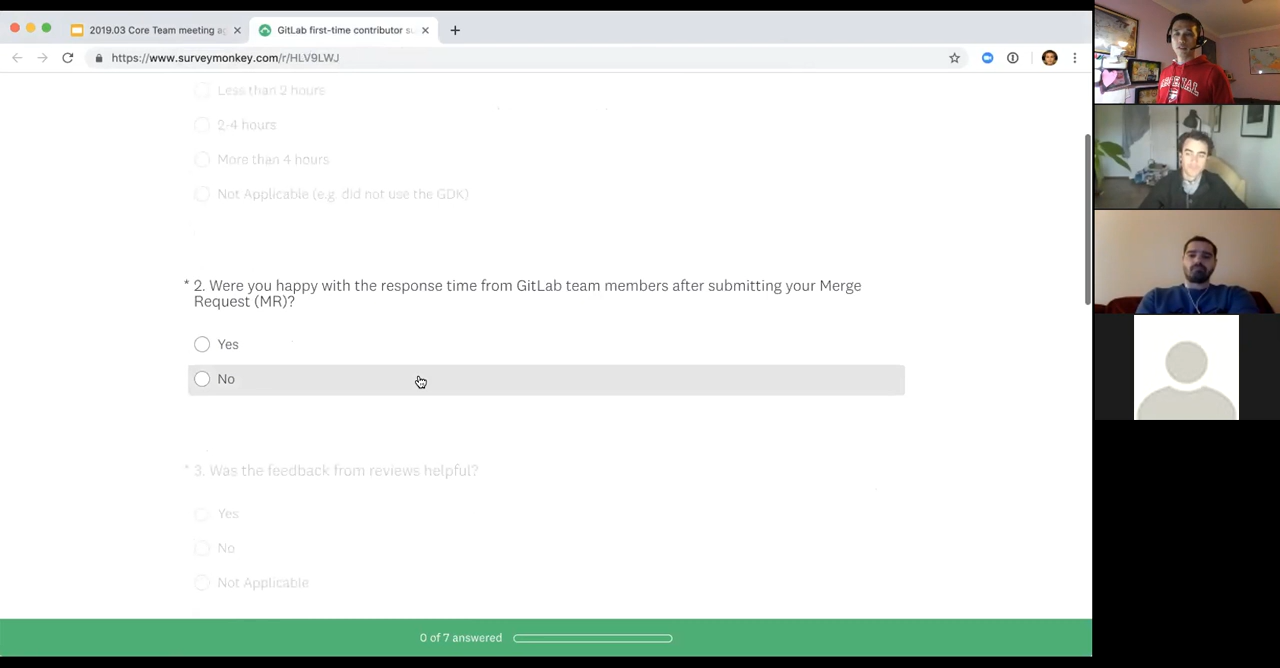 2019.03 Core Team meeting ag
GitLab first-time contributor su
https://www.surveymonkey.com/r/HLV9LWJ
Less than 2 hours
2-4 hours
More than 4 hours
Not Applicable (e.g. did not use the GDK)
* 2. Were you happy with the response time from GitLab team members after submitting your Merge
Request (MR)?
Yes
No
* 3. Was the feedback from reviews helpful?
Yes
No
Not Applicable
0 of 7 answered